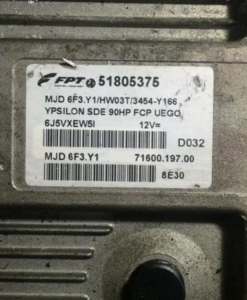 FPT 51805375
MJD 6F3.Y1/HW03T/3454-Y166
YPSILON SDE 90HP FCP UEGO
6J5VXEW5I 12V=
D032
MJD 6F3.Y1 71600.197.00
8E30